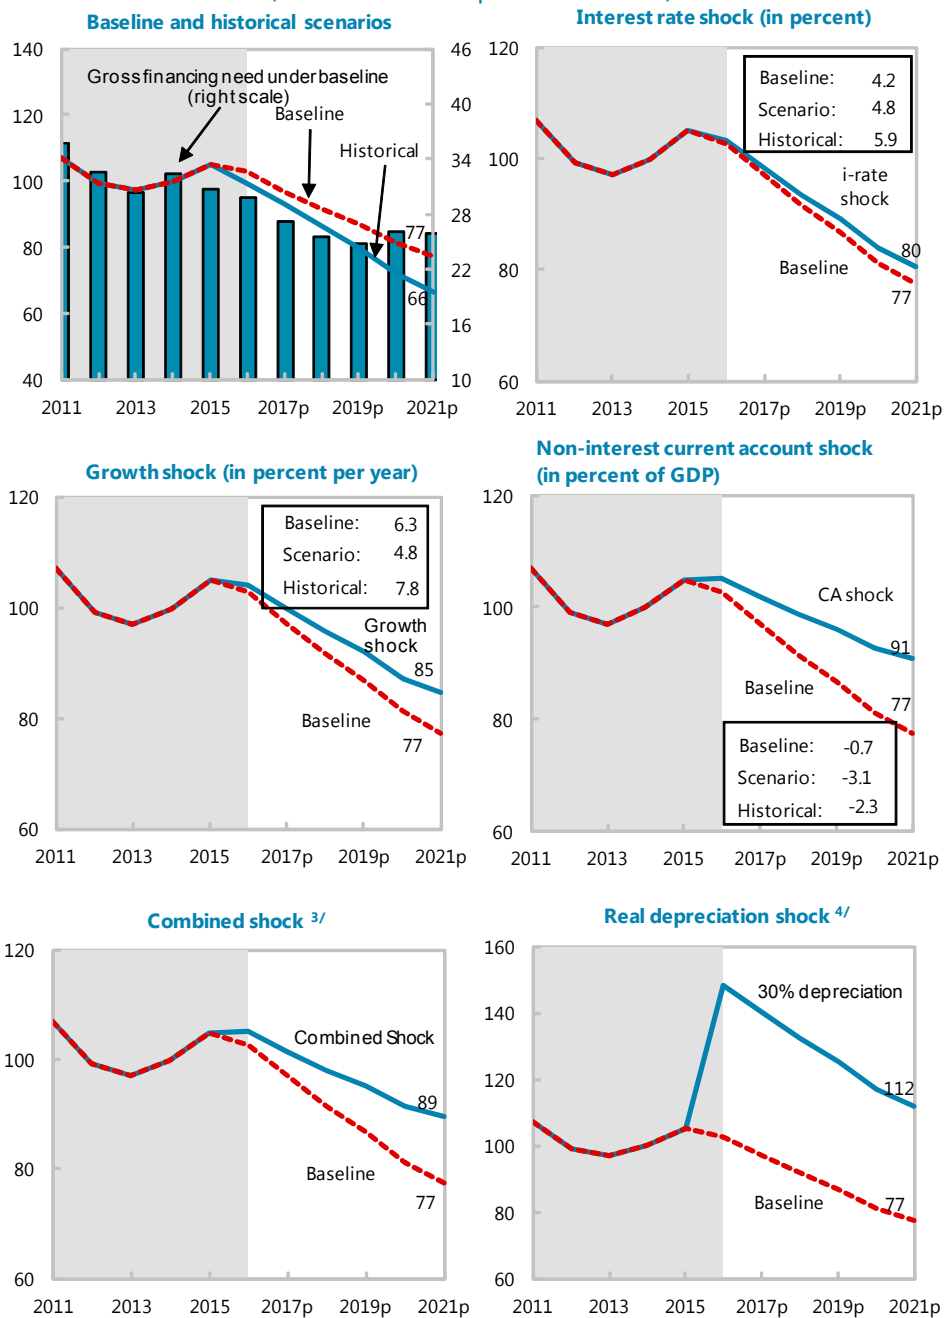 Baseline and historical scenarios
140
120
100
80
60
40
46
40
34
28
22
16
10
Gross financing need under baseline
(right scale)
Baseline
Historical
77
66
2011 2013 2015 2017p 2019p 2021p
Interest rate shock (in percent)
120
100
80
60
Baseline: 4.2
Scenario: 4.8
Historical: 5.9
i-rate
shock
80
Baseline
77
2011 2013 2015 2017p 2019p 2021p
Growth shock (in percent per year)
120
100
80
60
Baseline: 6.3
Scenario: 4.8
Historical: 7.8
Growth
shock
85
Baseline
77
2011 2013 2015 2017p 2019p 2021p
Non-interest current account shock
(in percent of GDP)
120
100
80
60
CA shock
91
Baseline
77
Baseline: -0.7
Scenario: -3.1
Historical: -2.3
2011 2013 2015 2017p 2019p 2021p
Combined shock 3/
120
100
80
60
Combined Shock
89
Baseline
77
2011 2013 2015 2017p 2019p 2021p
Real depreciation shock 4/
160
140
120
100
80
60
30% depreciation
112
Baseline
77
2011 2013 2015 2017p 2019p 2021p